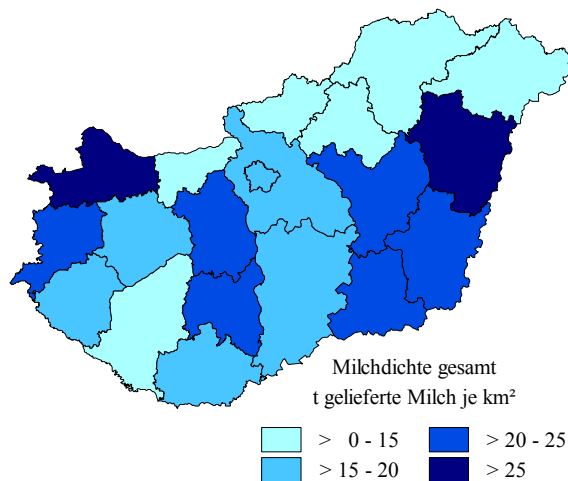 Milchdichte gesamt
t gelieferte Milch je km²
> 0 - 15 > 20 - 25
> 15 - 20 > 25